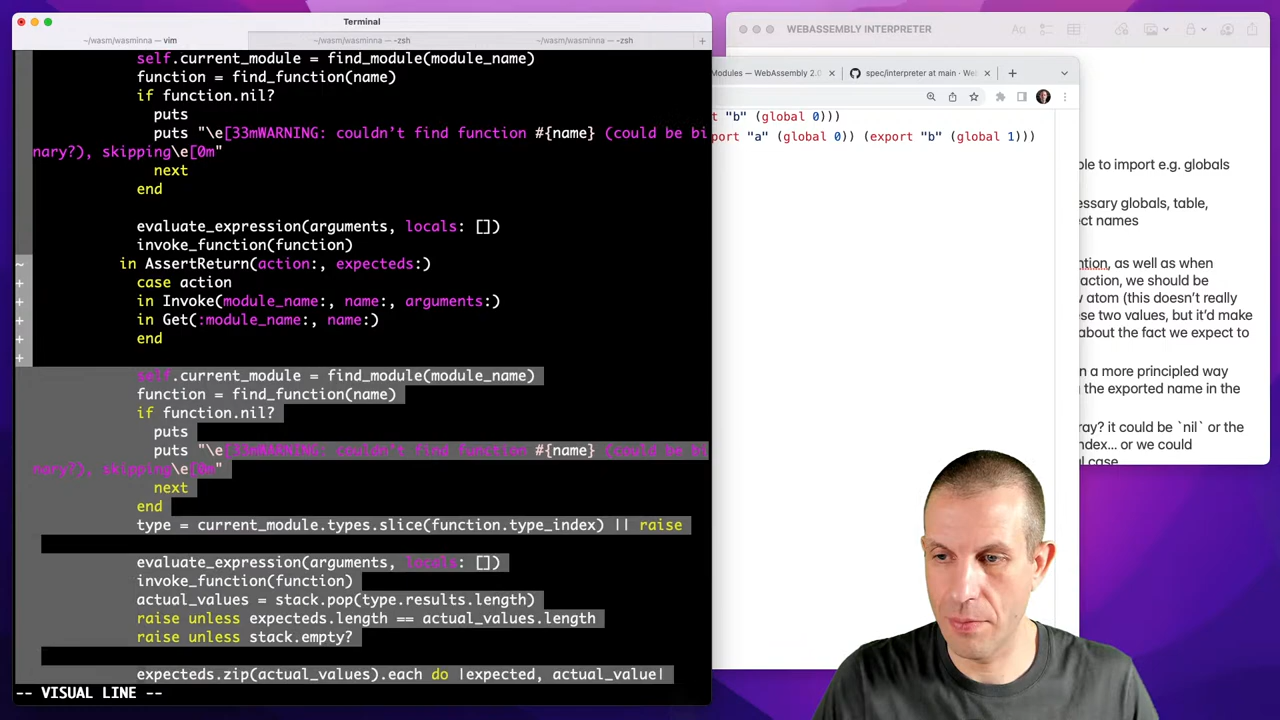 Terminal
WEBASSEMBLY INTERPRETER
Aa
~/wasm/wasminna — vim
~/wasm/wasminna — -zsh
~/wasm/wasminna — -zsh
+
Modules — WebAssembly 2.0
spec/interpreter at main · We
self.current_module = find_module(module_name)
function = find_function(name)
if function.nil?
puts
puts "\e[33mWARNING: couldn't find function #{name} (could be bi
nary?), skipping\e[0m"
next
end
evaluate_expression(arguments, locals: [])
invoke_function(function)
~ in AssertReturn(action:, expecteds:)
+ case action
+ in Invoke(module_name:, name:, arguments:)
+ in Get(:module_name:, name:)
+ end
+
self.current_module = find_module(module_name)
function = find_function(name)
if function.nil?
puts
puts "\e[33mWARNING: couldn't find function #{name} (could be bi
nary?), skipping\e[0m"
next
end
type = current_module.types.slice(function.type_index) || raise
evaluate_expression(arguments, locals: [])
invoke_function(function)
actual_values = stack.pop(type.results.length)
raise unless expecteds.length == actual_values.length
raise unless stack.empty?
expecteds.zip(actual_values).each do |expected, actual_value|
-- VISUAL LINE --
t "b" (global 0)))
port "a" (global 0)) (export "b" (global 1)))
ble to import e.g. globals
essary globals, table,
ect names
ntion, as well as when
action, we should be
w atom (this doesn't really
se two values, but it'd make
about the fact we expect to
n a more principled way
g the exported name in the
ray? it could be `nil` or the
ndex… or we could
al case